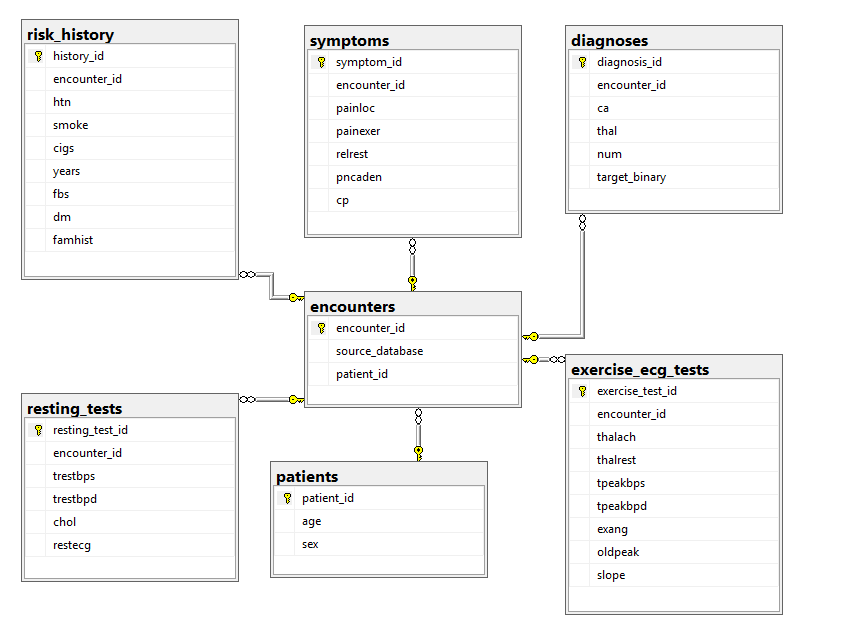 risk_history
history_id
encounter_id
htn
smoke
cigs
years
fbs
dm
famhist
symptoms
symptom_id
encounter_id
painloc
painexer
relrest
pncaden
cp
diagnoses
diagnosis_id
encounter_id
ca
thal
num
target_binary
encounters
encounter_id
source_database
patient_id
resting_tests
resting_test_id
encounter_id
trestbps
trestbpd
chol
restecg
patients
patient_id
age
sex
exercise_ecg_tests
exercise_test_id
encounter_id
thalach
thalrest
tpeakbps
tpeakbpd
exang
oldpeak
slope